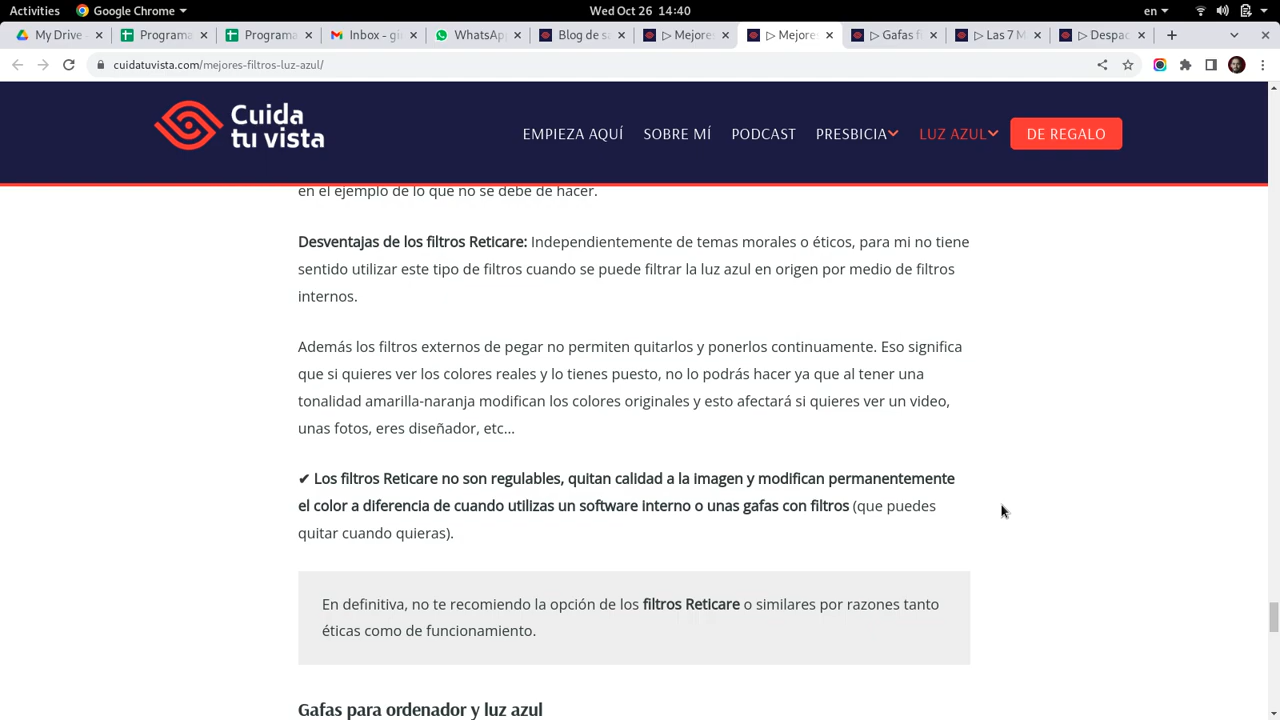 Activities
Google Chrome
Wed Oct 26 14:40
en
My Drive -
Programa
Programa
Inbox - gi
WhatsApp
Blog de sa
▷ Mejores
▷ Mejores
▷ Gafas f
▷ Las 7 M
▷ Despac
cuidatuvista.com/mejores-filtros-luz-azul/
Cuida
tu vista
EMPIEZA AQUÍ
SOBRE MÍ
PODCAST
PRESBICIA
LUZ AZUL
DE REGALO
en el ejemplo de lo que no se debe de hacer.
Desventajas de los filtros Reticare: Independientemente de temas morales o éticos, para mi no tiene
sentido utilizar este tipo de filtros cuando se puede filtrar la luz azul en origen por medio de filtros
internos.
Además los filtros externos de pegar no permiten quitarlos y ponerlos continuamente. Eso significa
que si quieres ver los colores reales y lo tienes puesto, no lo podrás hacer ya que al tener una
tonalidad amarilla-naranja modifican los colores originales y esto afectará si quieres ver un video,
unas fotos, eres diseñador, etc...
✔ Los filtros Reticare no son regulables, quitan calidad a la imagen y modifican permanentemente
el color a diferencia de cuando utilizas un software interno o unas gafas con filtros (que puedes
quitar cuando quieras).
En definitiva, no te recomiendo la opción de los filtros Reticare o similares por razones tanto
éticas como de funcionamiento.
Gafas para ordenador y luz azul